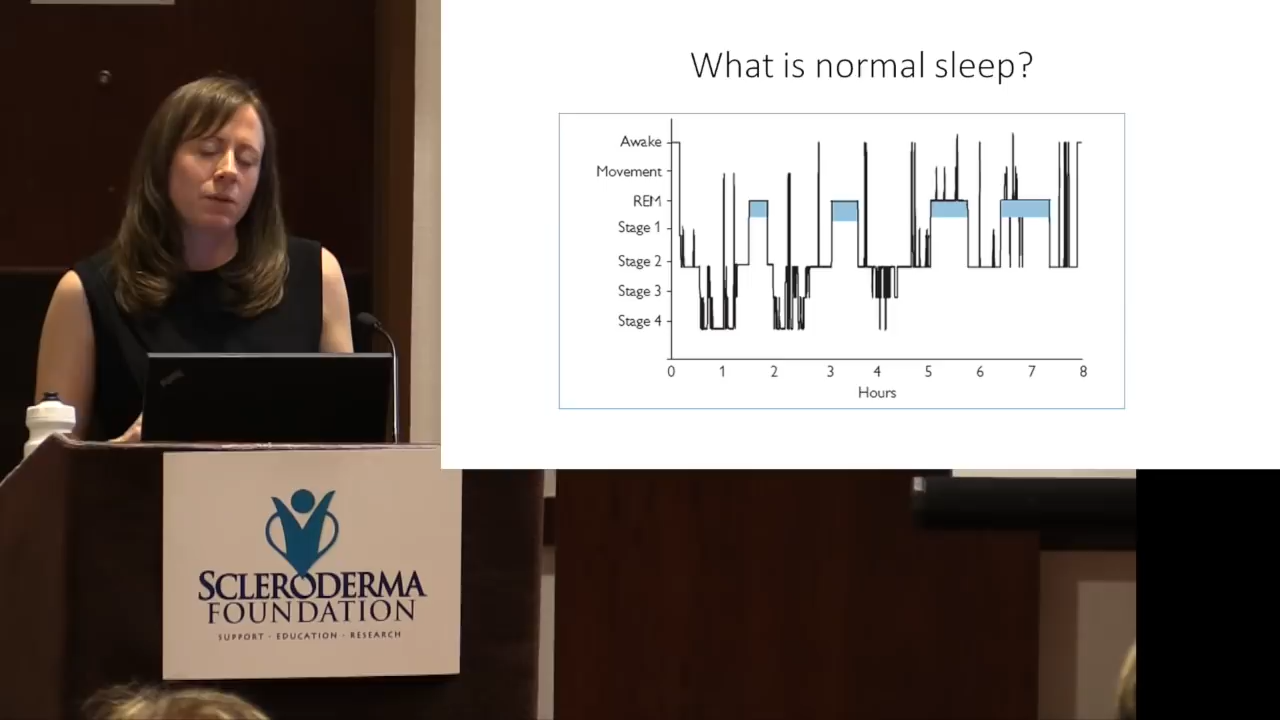 What is normal sleep?
Awake
Movement
REM
Stage 1
Stage 2
Stage 3
Stage 4
0 1 2 3 4 5 6 7 8
Hours
SCLERODERMA
FOUNDATION
SUPPORT · EDUCATION · RESEARCH